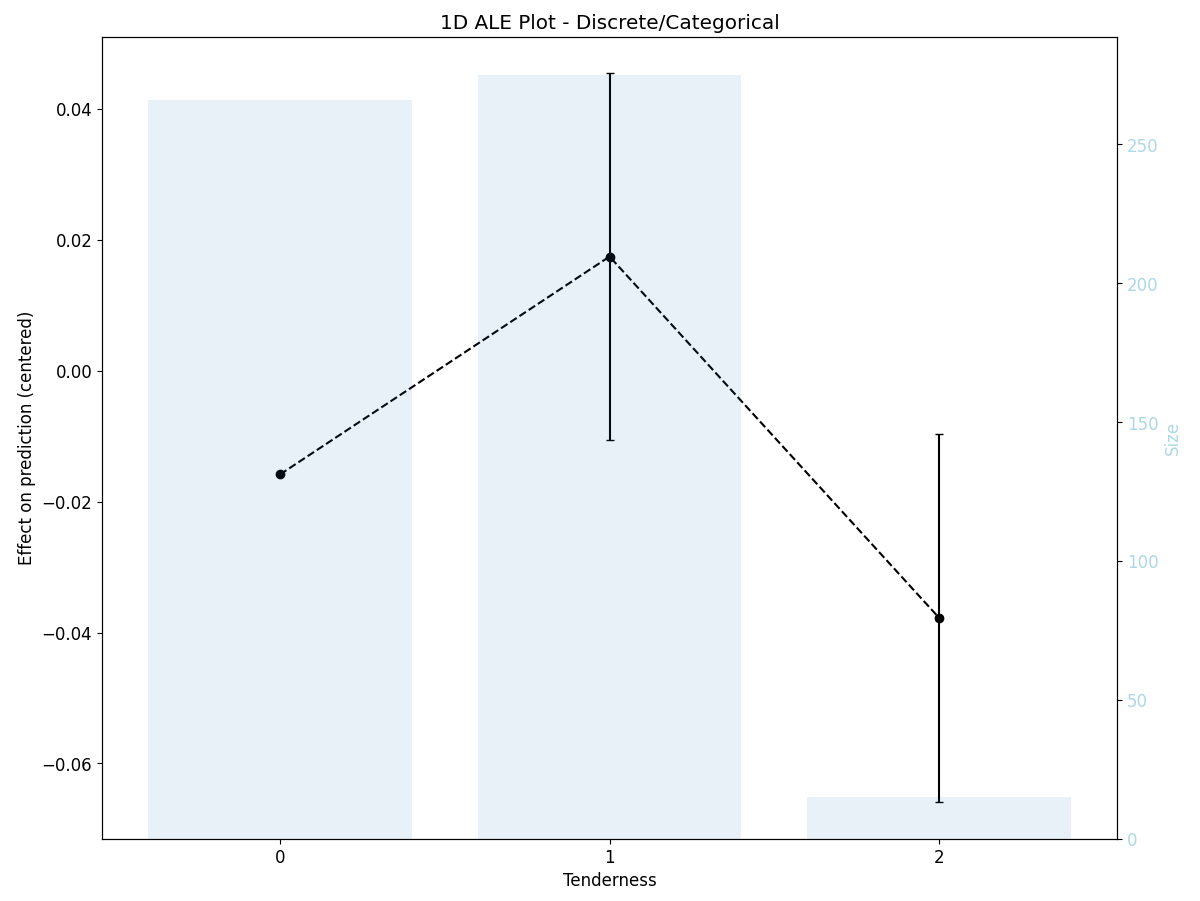 1D ALE Plot - Discrete/Categorical
0.04
0.02
0.00
−0.02
−0.04
−0.06
Effect on prediction (centered)
250
200
150
100
50
0
Size
0 1 2
Tenderness